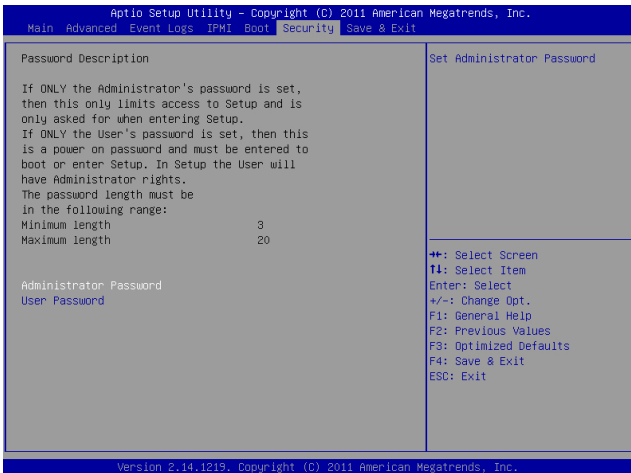 Aptio Setup Utility – Copyright (C) 2011 American Megatrends, Inc.
Main Advanced Event Logs IPMI Boot Security Save & Exit
Password Description
If ONLY the Administrator's password is set,
then this only limits access to Setup and is
only asked for when entering Setup.
If ONLY the User's password is set, then this
is a power on password and must be entered to
boot or enter Setup. In Setup the User will
have Administrator rights.
The password length must be
in the following range:
Minimum length 3
Maximum length 20
Administrator Password
User Password
Set Administrator Password
→←: Select Screen
↑↓: Select Item
Enter: Select
+/-: Change Opt.
F1: General Help
F2: Previous Values
F3: Optimized Defaults
F4: Save & Exit
ESC: Exit
Version 2.14.1219. Copyright (C) 2011 American Megatrends, Inc.